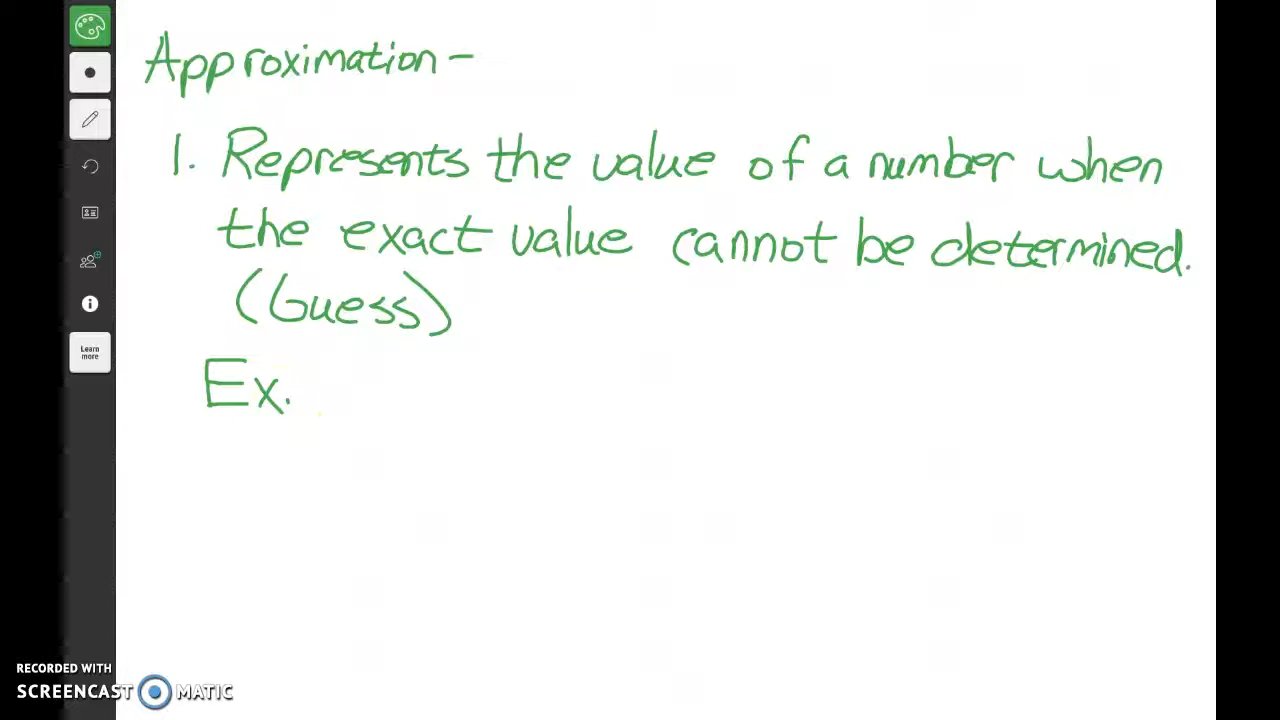 Approximation -
1. Represents the value of a number when
the exact value cannot be determined.
(Guess)
Ex.
Learn
more
RECORDED WITH
SCREENCAST MATIC